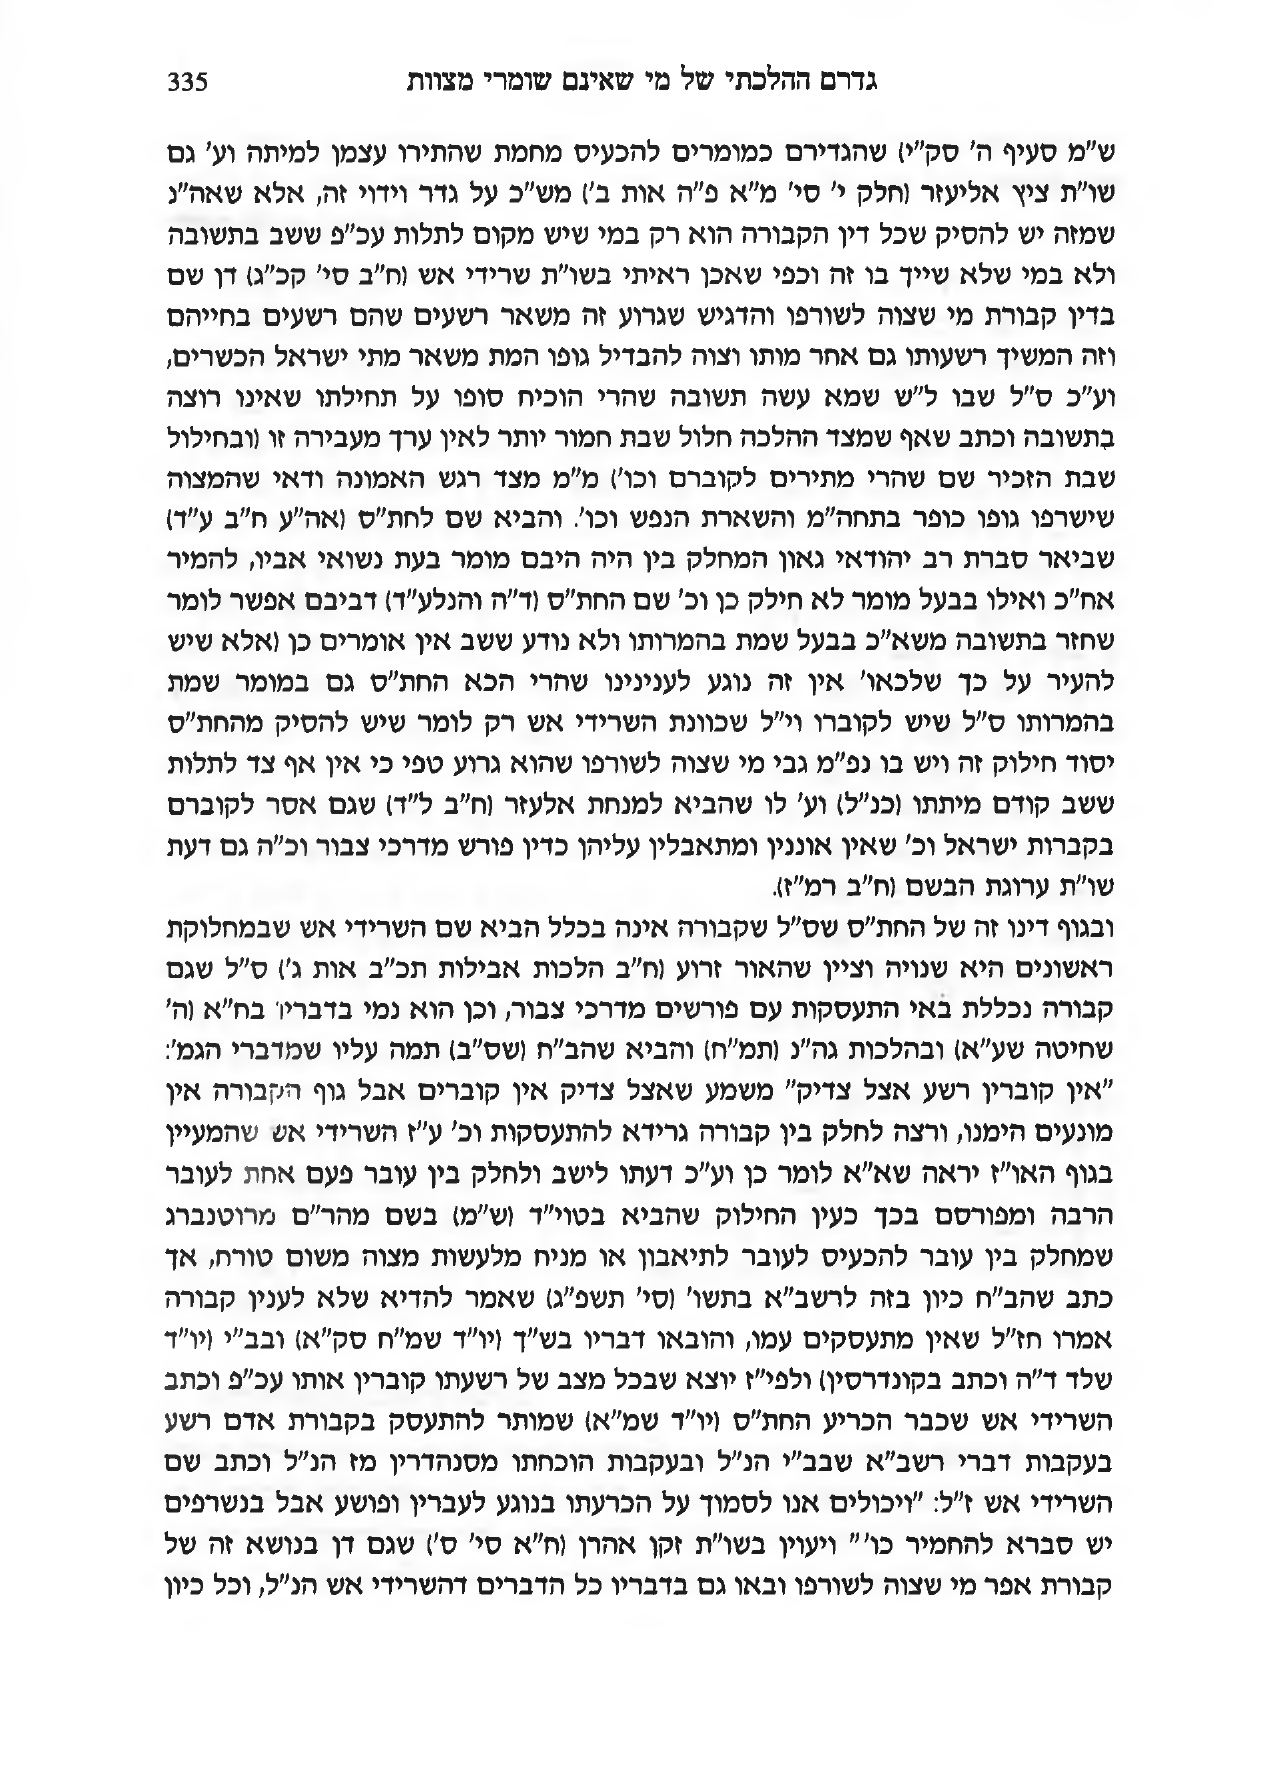 גדרם ההלכתי של מי שאינם שומרי מצוות 335
ש"מ סעיף ה' סק"י) שהגדירם כמומרים להכעיס מחמת שהתירו עצמן למיתה וע' גם
שו"ת ציץ אליעזר (חלק י' סי' מ"א פ"ה אות ב') מש"כ על גדר וידוי זה, אלא שאה"נ
שמזה יש להסיק שכל דין הקבורה הוא רק במי שיש מקום לתלות עכ"פ ששב בתשובה
ולא במי שלא שייך בו זה וכפי שאכן ראיתי בשו"ת שרידי אש (ח"ב סי' קכ"ג) דן שם
בדין קבורת מי שצוה לשורפו והדגיש שגרוע זה משאר רשעים שהם רשעים בחייהם
וזה המשיך רשעותו גם אחר מותו וצוה להבדיל גופו המת משאר מתי ישראל הכשרים,
וע"כ ס"ל שבו ל"ש שמא עשה תשובה שהרי הוכיח סופו על תחילתו שאינו רוצה
בתשובה וכתב שאף שמצד ההלכה חלול שבת חמור יותר לאין ערך מעבירה זו (ובחילול
שבת הזכיר שם שהרי מתירים לקוברם וכו') מ"מ מצד רגש האמונה ודאי שהמצוה
שישרפו גופו כופר בתחה"מ והשארת הנפש וכו'. והביא שם לחת"ס (אה"ע ח"ב ע"ד)
שביאר סברת רב יהודאי גאון המחלק בין היה היבם מומר בעת נשואי אביו, להמיר
אח"כ ואילו בבעל מומר לא חילק כן וכ' שם החת"ס (ד"ה והנלע"ד) דביבם אפשר לומר
שחזר בתשובה משא"כ בבעל שמת בהמרותו ולא נודע ששב אין אומרים כן (אלא שיש
להעיר על כך שלכאו' אין זה נוגע לענינינו שהרי הכא החת"ס גם במומר שמת
בהמרותו ס"ל שיש לקוברו וי"ל שכוונת השרידי אש רק לומר שיש להסיק מהחת"ס
יסוד חילוק זה ויש בו נפ"מ גבי מי שצוה לשורפו שהוא גרוע טפי כי אין אף צד לתלות
ששב קודם מיתתו (כנ"ל) וע' לו שהביא למנחת אלעזר (ח"ב ל"ד) שגם אסר לקוברם
בקברות ישראל וכ' שאין אוננין ומתאבלין עליהן כדין פורש מדרכי צבור וכ"ה גם דעת
שו"ת ערוגת הבשם (ח"ב רמ"ז).
ובגוף דינו זה של החת"ס שס"ל שקבורה אינה בכלל הביא שם השרידי אש שבמחלוקת
ראשונים היא שנויה וציין שהאור זרוע (ח"ב הלכות אבילות תכ"ב אות ג') ס"ל שגם
קבורה נכללת באי התעסקות עם פורשים מדרכי צבור, וכן הוא נמי בדבריו בח"א (ה'
שחיטה שע"א) ובהלכות גה"נ (תמ"ח) והביא שהב"ח (שס"ב) תמה עליו שמדברי הגמ':
"אין קוברין רשע אצל צדיק" משמע שאצל צדיק אין קוברים אבל גוף הקבורה אין
מונעים הימנו, ורצה לחלק בין קבורה גרידא להתעסקות וכ' ע"ז השרידי אש שהמעיין
בגוף האו"ז יראה שא"א לומר כן וע"כ דעתו לישב ולחלק בין עובר פעם אחת לעובר
הרבה ומפורסם בכך כעין החילוק שהביא בטוי"ד (ש"מ) בשם מהר"ם מרוטנברג
שמחלק בין עובר להכעיס לעובר לתיאבון או מניח מלעשות מצוה משום טורח, אך
כתב שהב"ח כיון בזה לרשב"א בתשו' (סי' תשפ"ג) שאמר להדיא שלא לענין קבורה
אמרו חז"ל שאין מתעסקים עמו, והובאו דבריו בש"ך (יו"ד שמ"ח סק"א) ובב"י (יו"ד
שלד ד"ה וכתב בקונדרסין) ולפי"ז יוצא שבכל מצב של רשעתו קוברין אותו עכ"פ וכתב
השרידי אש שכבר הכריע החת"ס (יו"ד שמ"א) שמותר להתעסק בקבורת אדם רשע
בעקבות דברי רשב"א שבב"י הנ"ל ובעקבות הוכחתו מסנהדרין מז הנ"ל וכתב שם
השרידי אש ז"ל: "ויכולים אנו לסמוך על הכרעתו בנוגע לעברין ופושע אבל בנשרפים
יש סברא להחמיר כו'" ויעוין בשו"ת זקן אהרן (ח"א סי' ס') שגם דן בנושא זה של
קבורת אפר מי שצוה לשורפו ובאו גם בדבריו כל הדברים דהשרידי אש הנ"ל, וכל כיון